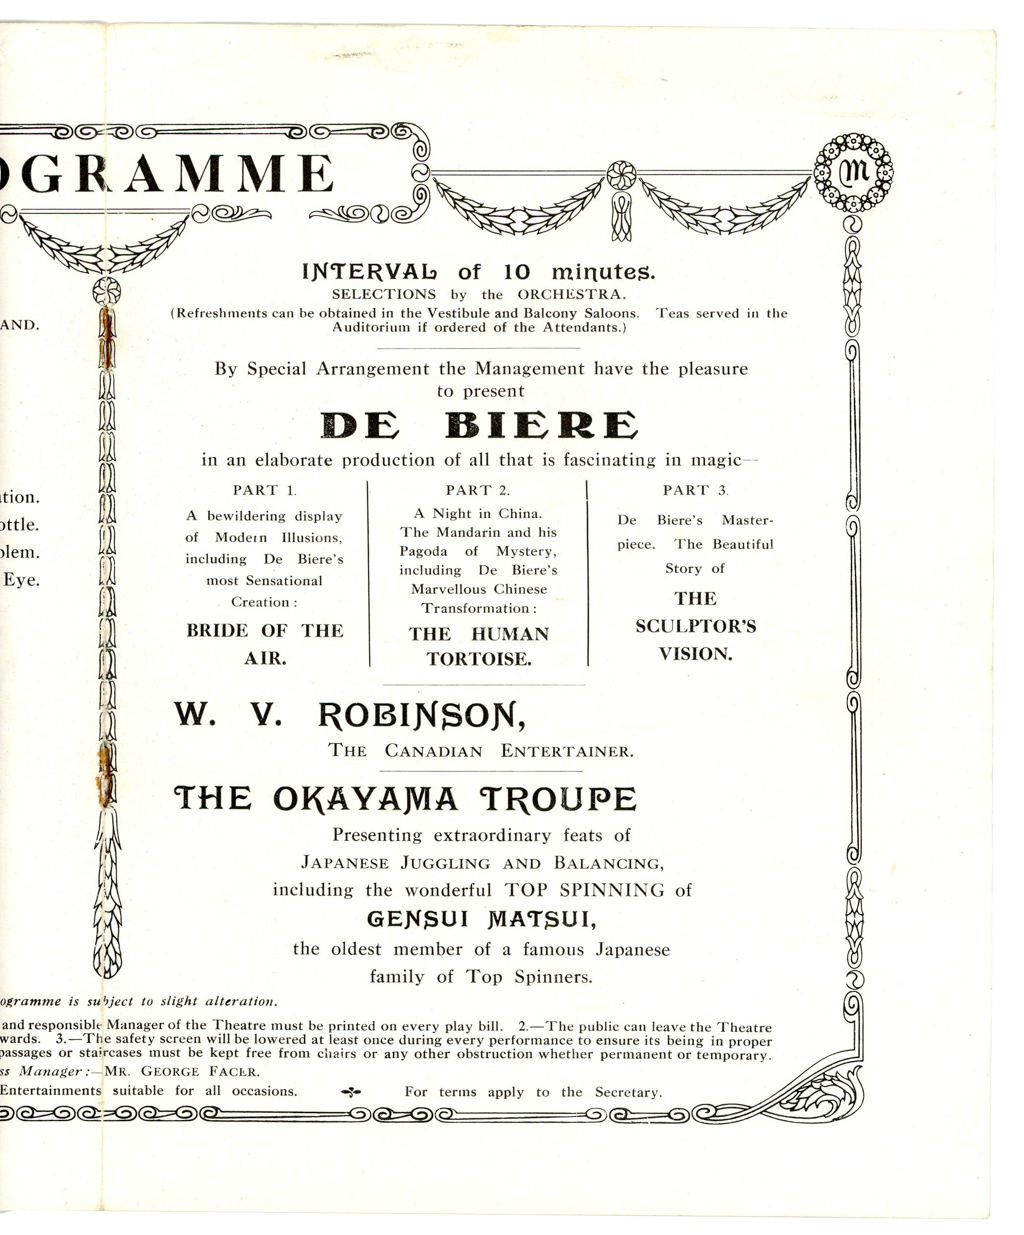 OGRAMME
m
INTERVAL of 10 minutes.
SELECTIONS by the ORCHESTRA.
(Refreshments can be obtained in the Vestibule and Balcony Saloons. Teas served in the
Auditorium if ordered of the Attendants.)
AND.
By Special Arrangement the Management have the pleasure
to present
DE BIERE
in an elaborate production of all that is fascinating in magic—
tion.
ottle.
lem.
Eye.
PART 1.
A bewildering display
of Modern Illusions,
including De Biere's
most Sensational
Creation :
BRIDE OF THE
AIR.
PART 2.
A Night in China.
The Mandarin and his
Pagoda of Mystery,
including De Biere's
Marvellous Chinese
Transformation :
THE HUMAN
TORTOISE.
PART 3.
De Biere's Master-
piece. The Beautiful
Story of
THE
SCULPTOR'S
VISION.
W. V. ROBINSON,
THE CANADIAN ENTERTAINER.
THE OKAYAMA TROUPE
Presenting extraordinary feats of
JAPANESE JUGGLING AND BALANCING,
including the wonderful TOP SPINNING of
GENSUI MATSUI,
the oldest member of a famous Japanese
family of Top Spinners.
ogramme is subject to slight alteration.
and responsible Manager of the Theatre must be printed on every play bill. 2.—The public can leave the Theatre
wards. 3.—The safety screen will be lowered at least once during every performance to ensure its being in proper
passages or staircases must be kept free from chairs or any other obstruction whether permanent or temporary.
ss Manager :—MR. GEORGE FACER.
Entertainments suitable for all occasions. For terms apply to the Secretary.